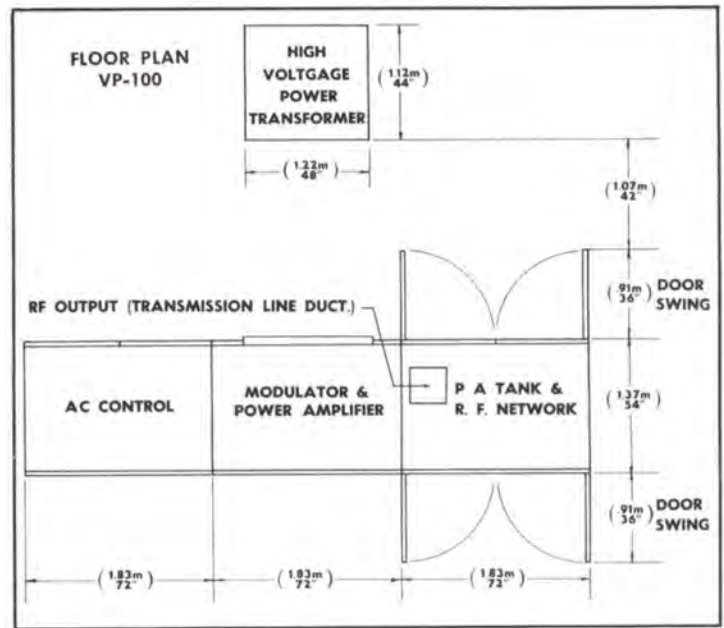 FLOOR PLAN
VP-100
HIGH
VOLTGAGE
POWER
TRANSFORMER
(1.12m
44")
(1.22m
48")
(1.07m
42")
RF OUTPUT (TRANSMISSION LINE DUCT.)
(.91m
36") DOOR
SWING
AC CONTROL
MODULATOR &
POWER AMPLIFIER
P A TANK &
R. F. NETWORK
(1.37m
54")
(.91m
36") DOOR
SWING
(1.83m
72")
(1.83m
72")
(1.83m
72")